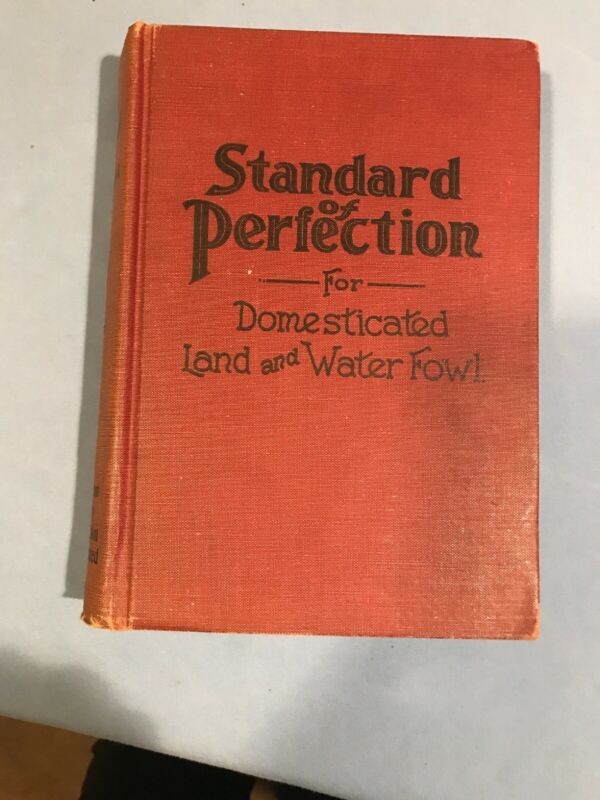 Standard
of
Perfection
For
Domesticated
Land and Water Fowl